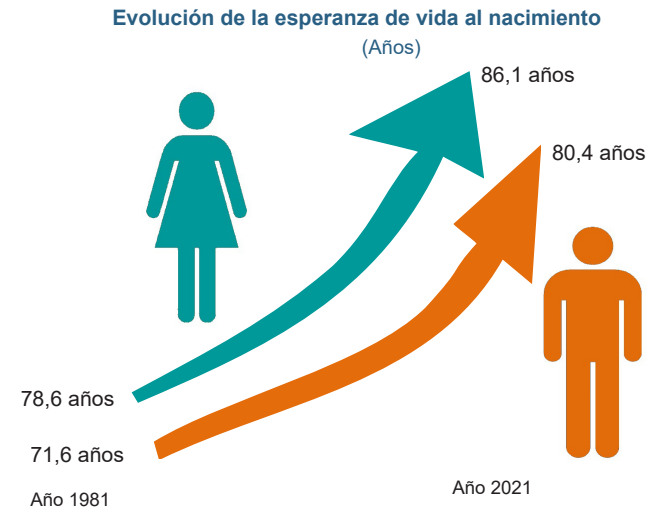 Evolución de la esperanza de vida al nacimiento
(Años)
86,1 años
80,4 años
78,6 años
71,6 años
Año 1981
Año 2021